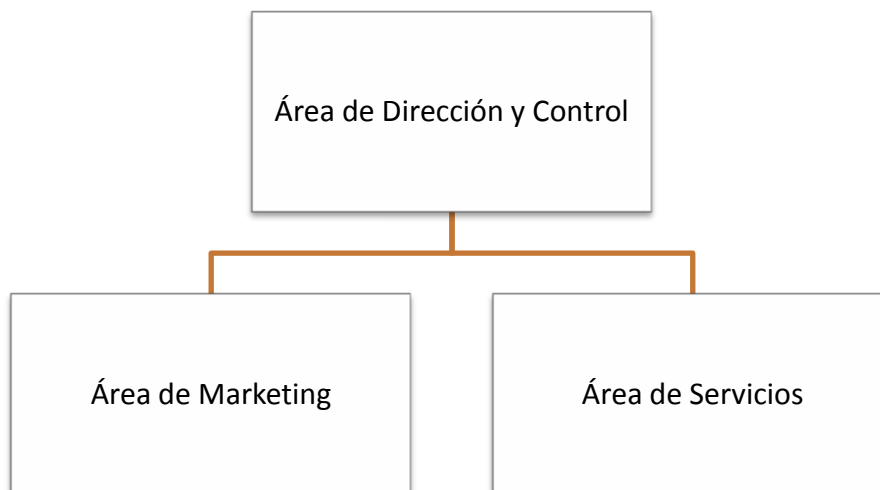 Área de Dirección y Control
Área de Marketing
Área de Servicios